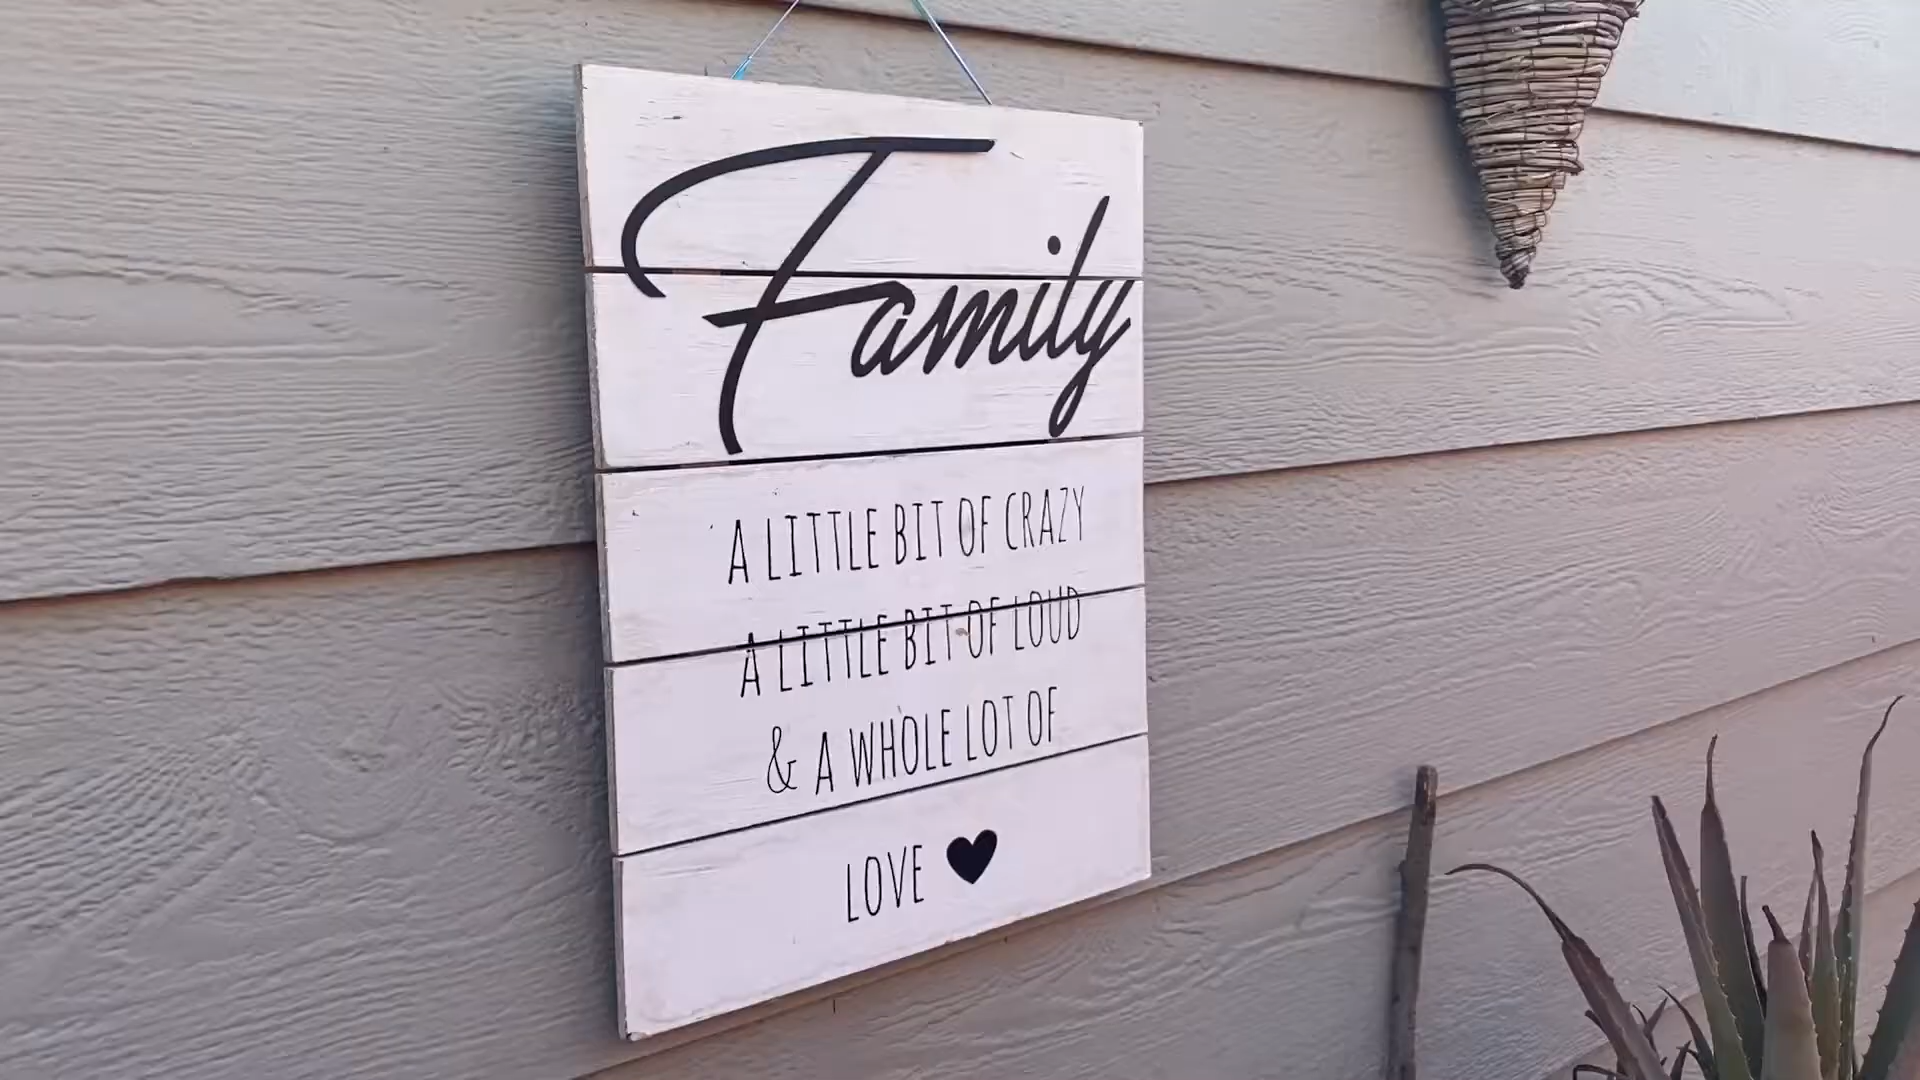 Family
A LITTLE BIT OF CRAZY
A LITTLE BIT OF LOUD
& A WHOLE LOT OF
LOVE ♥